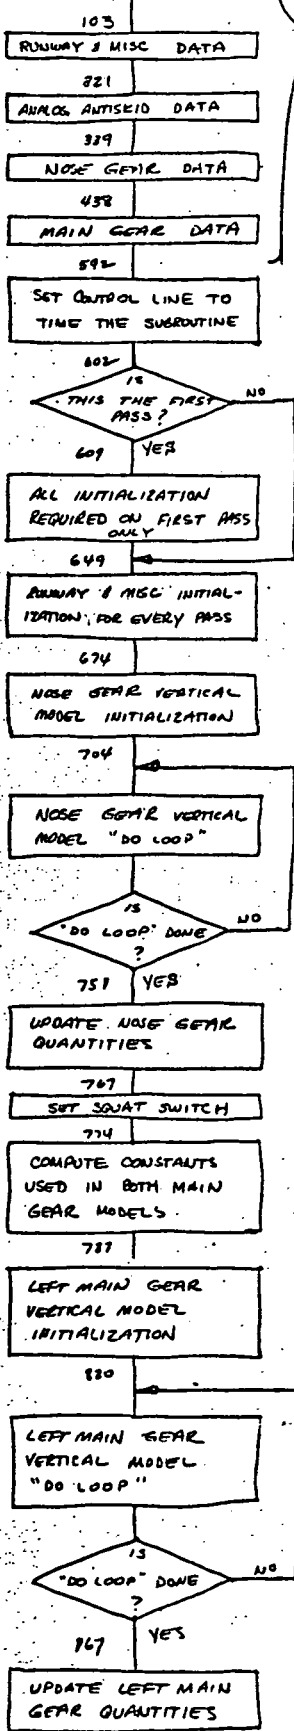 103
RUNWAY & MISC DATA
321
ANALOG ANTISKID DATA
339
NOSE GEAR DATA
438
MAIN GEAR DATA
592
SET CONTROL LINE TO
TIME THE SUBROUTINE
602
IS
THIS THE FIRST
PASS?
NO
609
YES
ALL INITIALIZATION
REQUIRED ON FIRST PASS
ONLY
649
RUNWAY & MISC INITIAL-
IZATION, FOR EVERY PASS
674
NOSE GEAR VERTICAL
MODEL INITIALIZATION
704
NOSE GEAR VERTICAL
MODEL "DO LOOP"
IS
"DO LOOP" DONE
?
NO
751
YES
UPDATE NOSE GEAR
QUANTITIES
767
SET SQUAT SWITCH
774
COMPUTE CONSTANTS
USED IN BOTH MAIN
GEAR MODELS.
787
LEFT MAIN GEAR
VERTICAL MODEL
INITIALIZATION
820
LEFT MAIN GEAR
VERTICAL MODEL
"DO LOOP"
IS
"DO LOOP" DONE
?
NO
867
YES
UPDATE LEFT MAIN
GEAR QUANTITIES